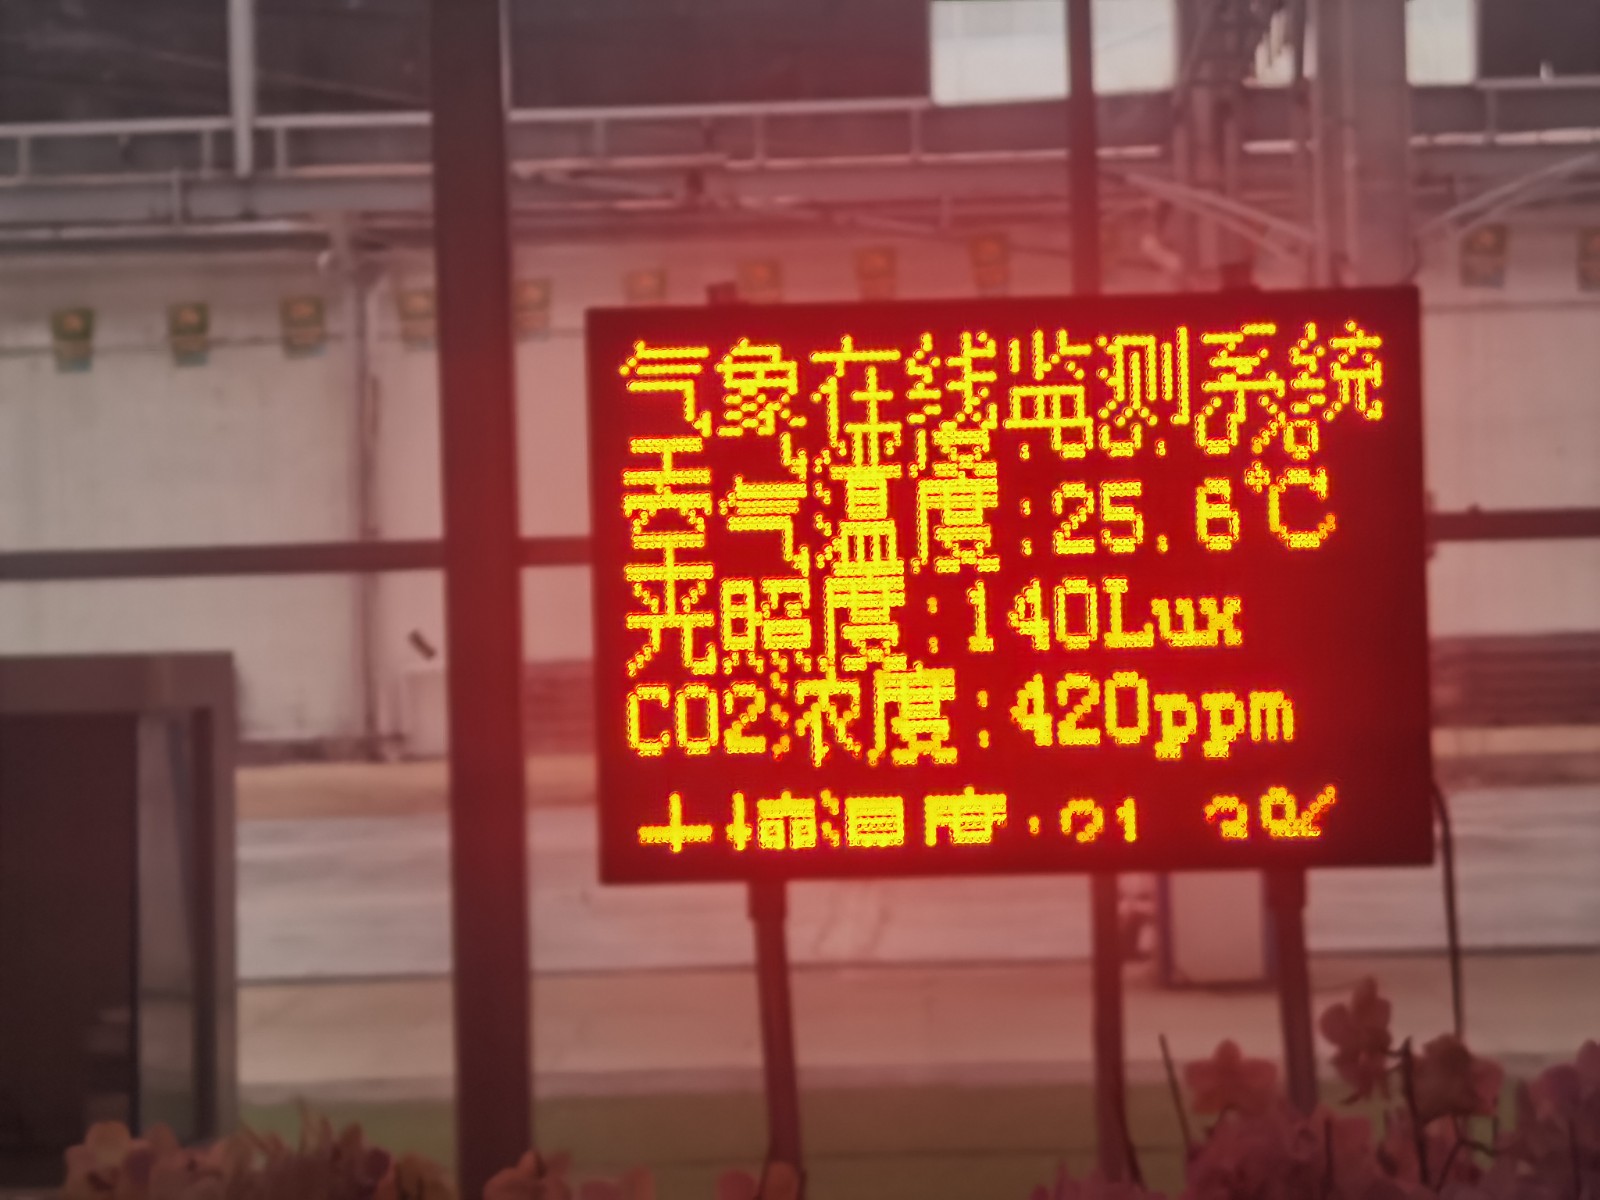 气象在线监测系统
空气温度:25.6℃
光照度:140Lux
CO2浓度:420ppm